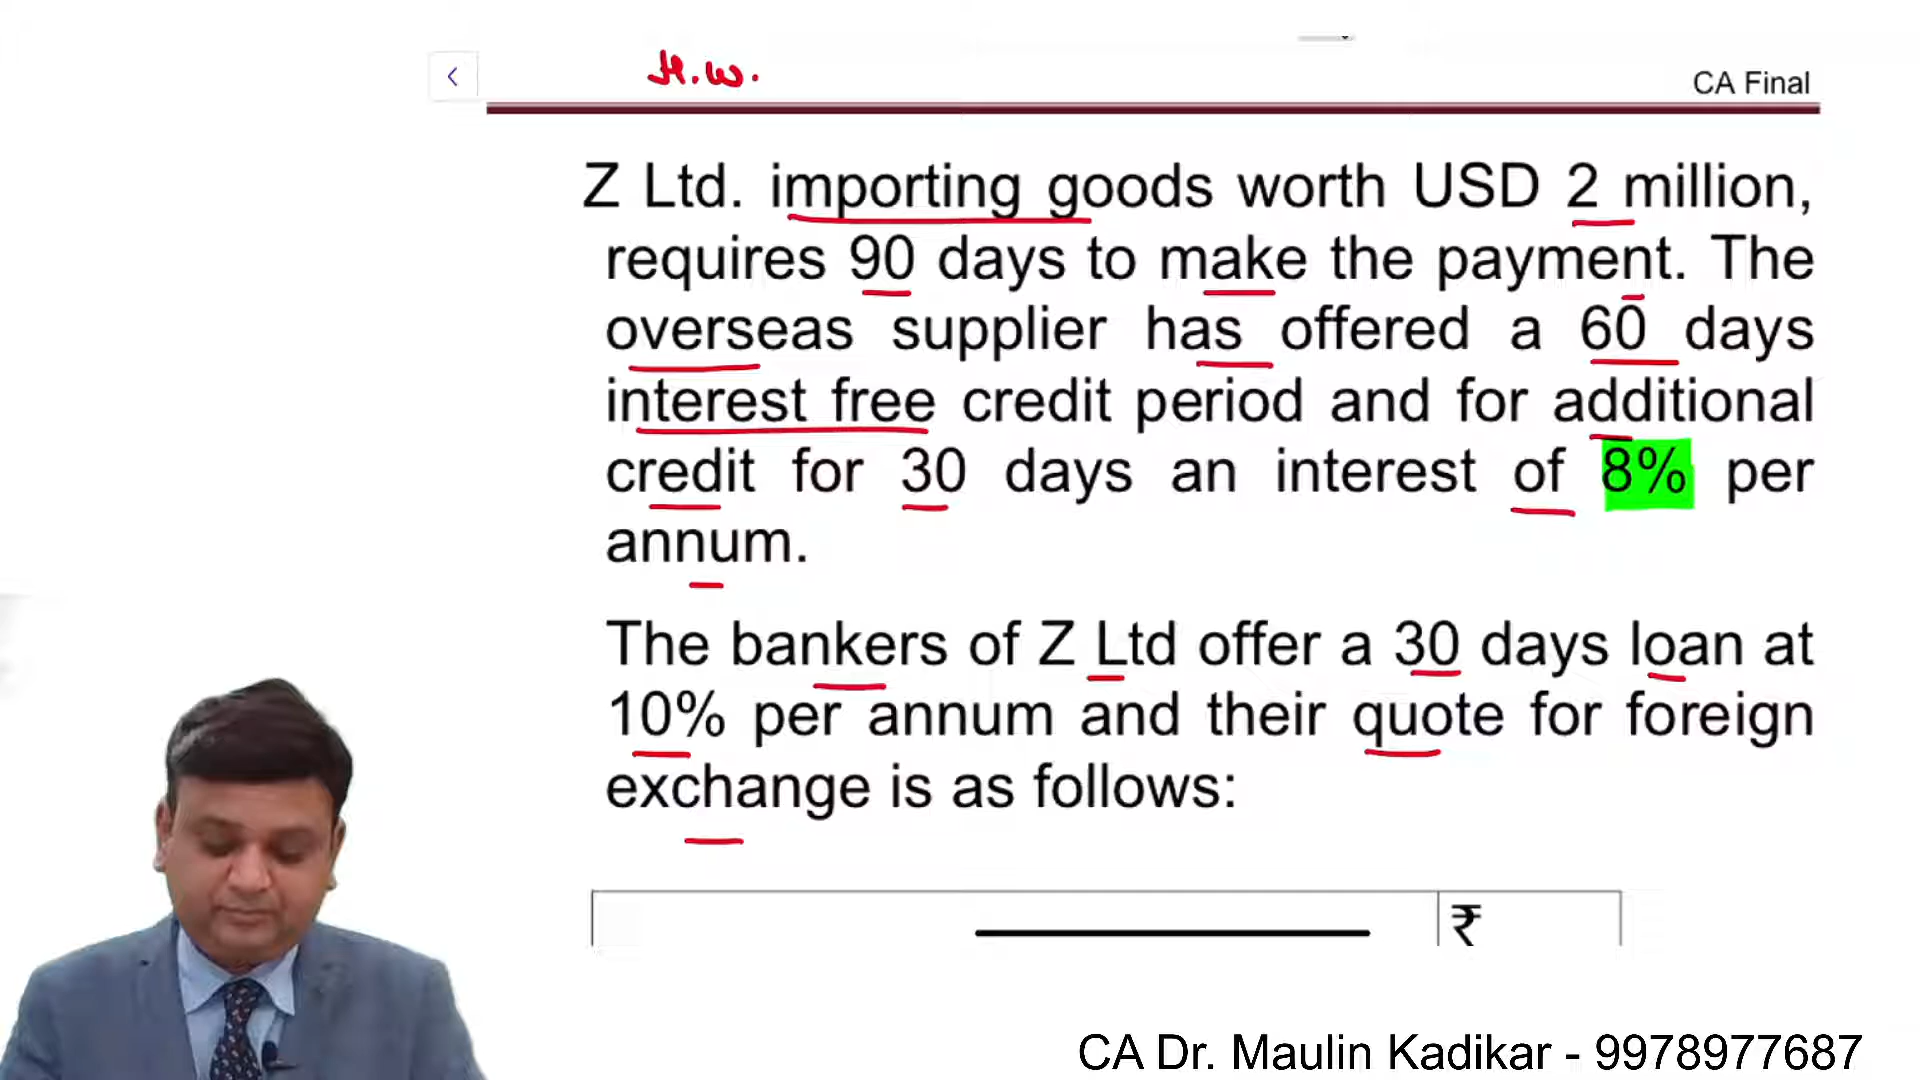 H.W.
CA Final
Z Ltd. importing goods worth USD 2 million,
requires 90 days to make the payment. The
overseas supplier has offered a 60 days
interest free credit period and for additional
credit for 30 days an interest of 8% per
annum.
The bankers of Z Ltd offer a 30 days loan at
10% per annum and their quote for foreign
exchange is as follows:
₹
CA Dr. Maulin Kadikar - 9978977687